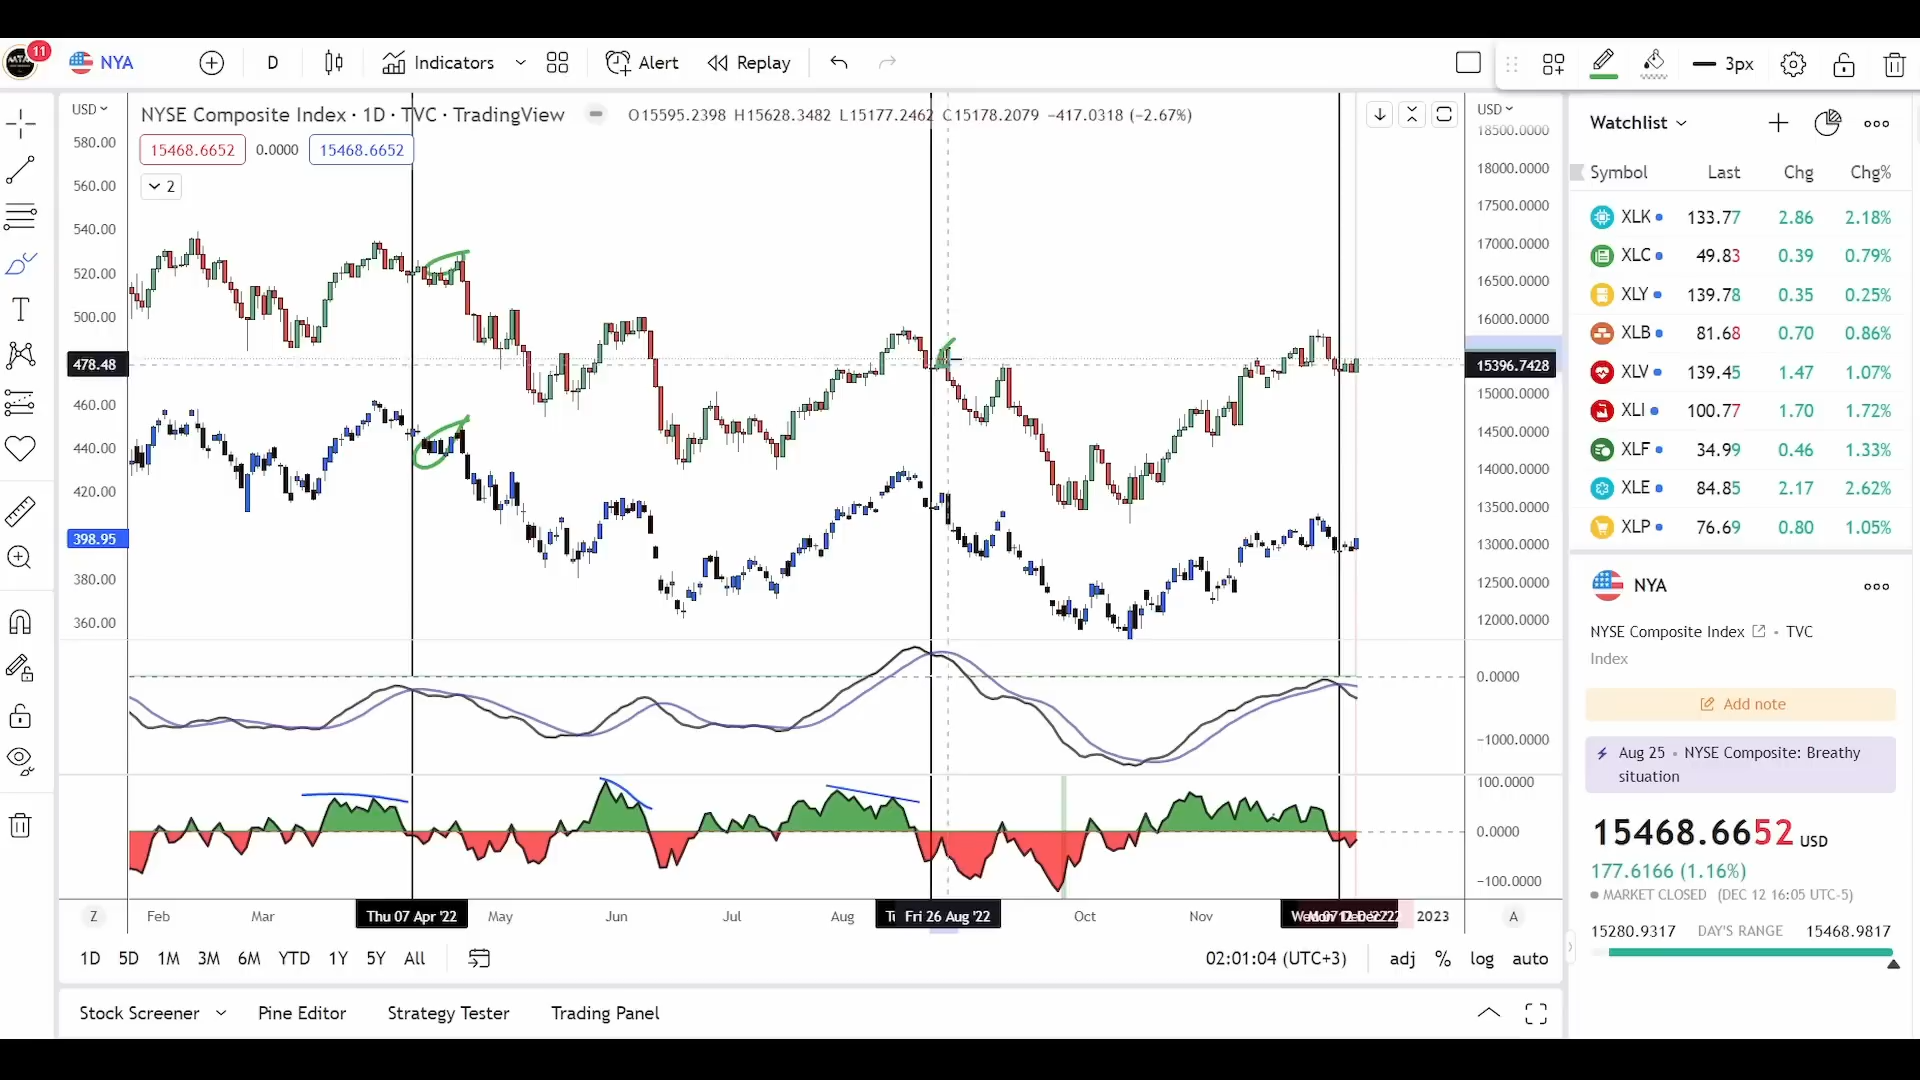 11 NYA D Indicators Alert Replay 3px
USD NYSE Composite Index · 1D · TVC · TradingView O15595.2398 H15628.3482 L15177.2462 C15178.2079 −417.0318 (−2.67%) USD
15468.6652 0.0000 15468.6652
2
580.00
560.00
540.00
520.00
500.00
478.48
460.00
440.00
420.00
398.95
380.00
360.00
18500.0000
18000.0000
17500.0000
17000.0000
16500.0000
16000.0000
15396.7428
15000.0000
14500.0000
14000.0000
13500.0000
13000.0000
12500.0000
12000.0000
0.0000
−1000.0000
100.0000
0.0000
−100.0000
Z Feb Mar Thu 07 Apr '22 May Jun Jul Aug Fri 26 Aug '22 Oct Nov 2023 A
1D 5D 1M 3M 6M YTD 1Y 5Y All 02:01:04 (UTC+3) adj % log auto
Stock Screener Pine Editor Strategy Tester Trading Panel
Watchlist
Symbol Last Chg Chg%
XLK 133.77 2.86 2.18%
XLC 49.83 0.39 0.79%
XLY 139.78 0.35 0.25%
XLB 81.68 0.70 0.86%
XLV 139.45 1.47 1.07%
XLI 100.77 1.70 1.72%
XLF 34.99 0.46 1.33%
XLE 84.85 2.17 2.62%
XLP 76.69 0.80 1.05%
NYA
NYSE Composite Index • TVC
Index
Add note
Aug 25 • NYSE Composite: Breathy
situation
15468.6652 USD
177.6166 (1.16%)
MARKET CLOSED (DEC 12 16:05 UTC-5)
15280.9317 DAY'S RANGE 15468.9817